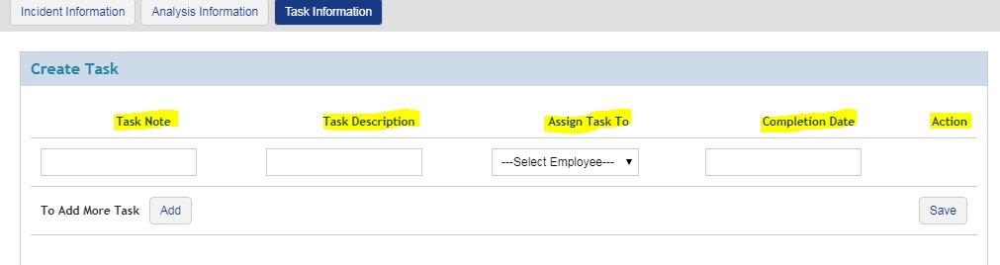 Incident Information Analysis Information Task Information
Create Task
Task Note Task Description Assign Task To Completion Date Action
---Select Employee---
To Add More Task Add Save